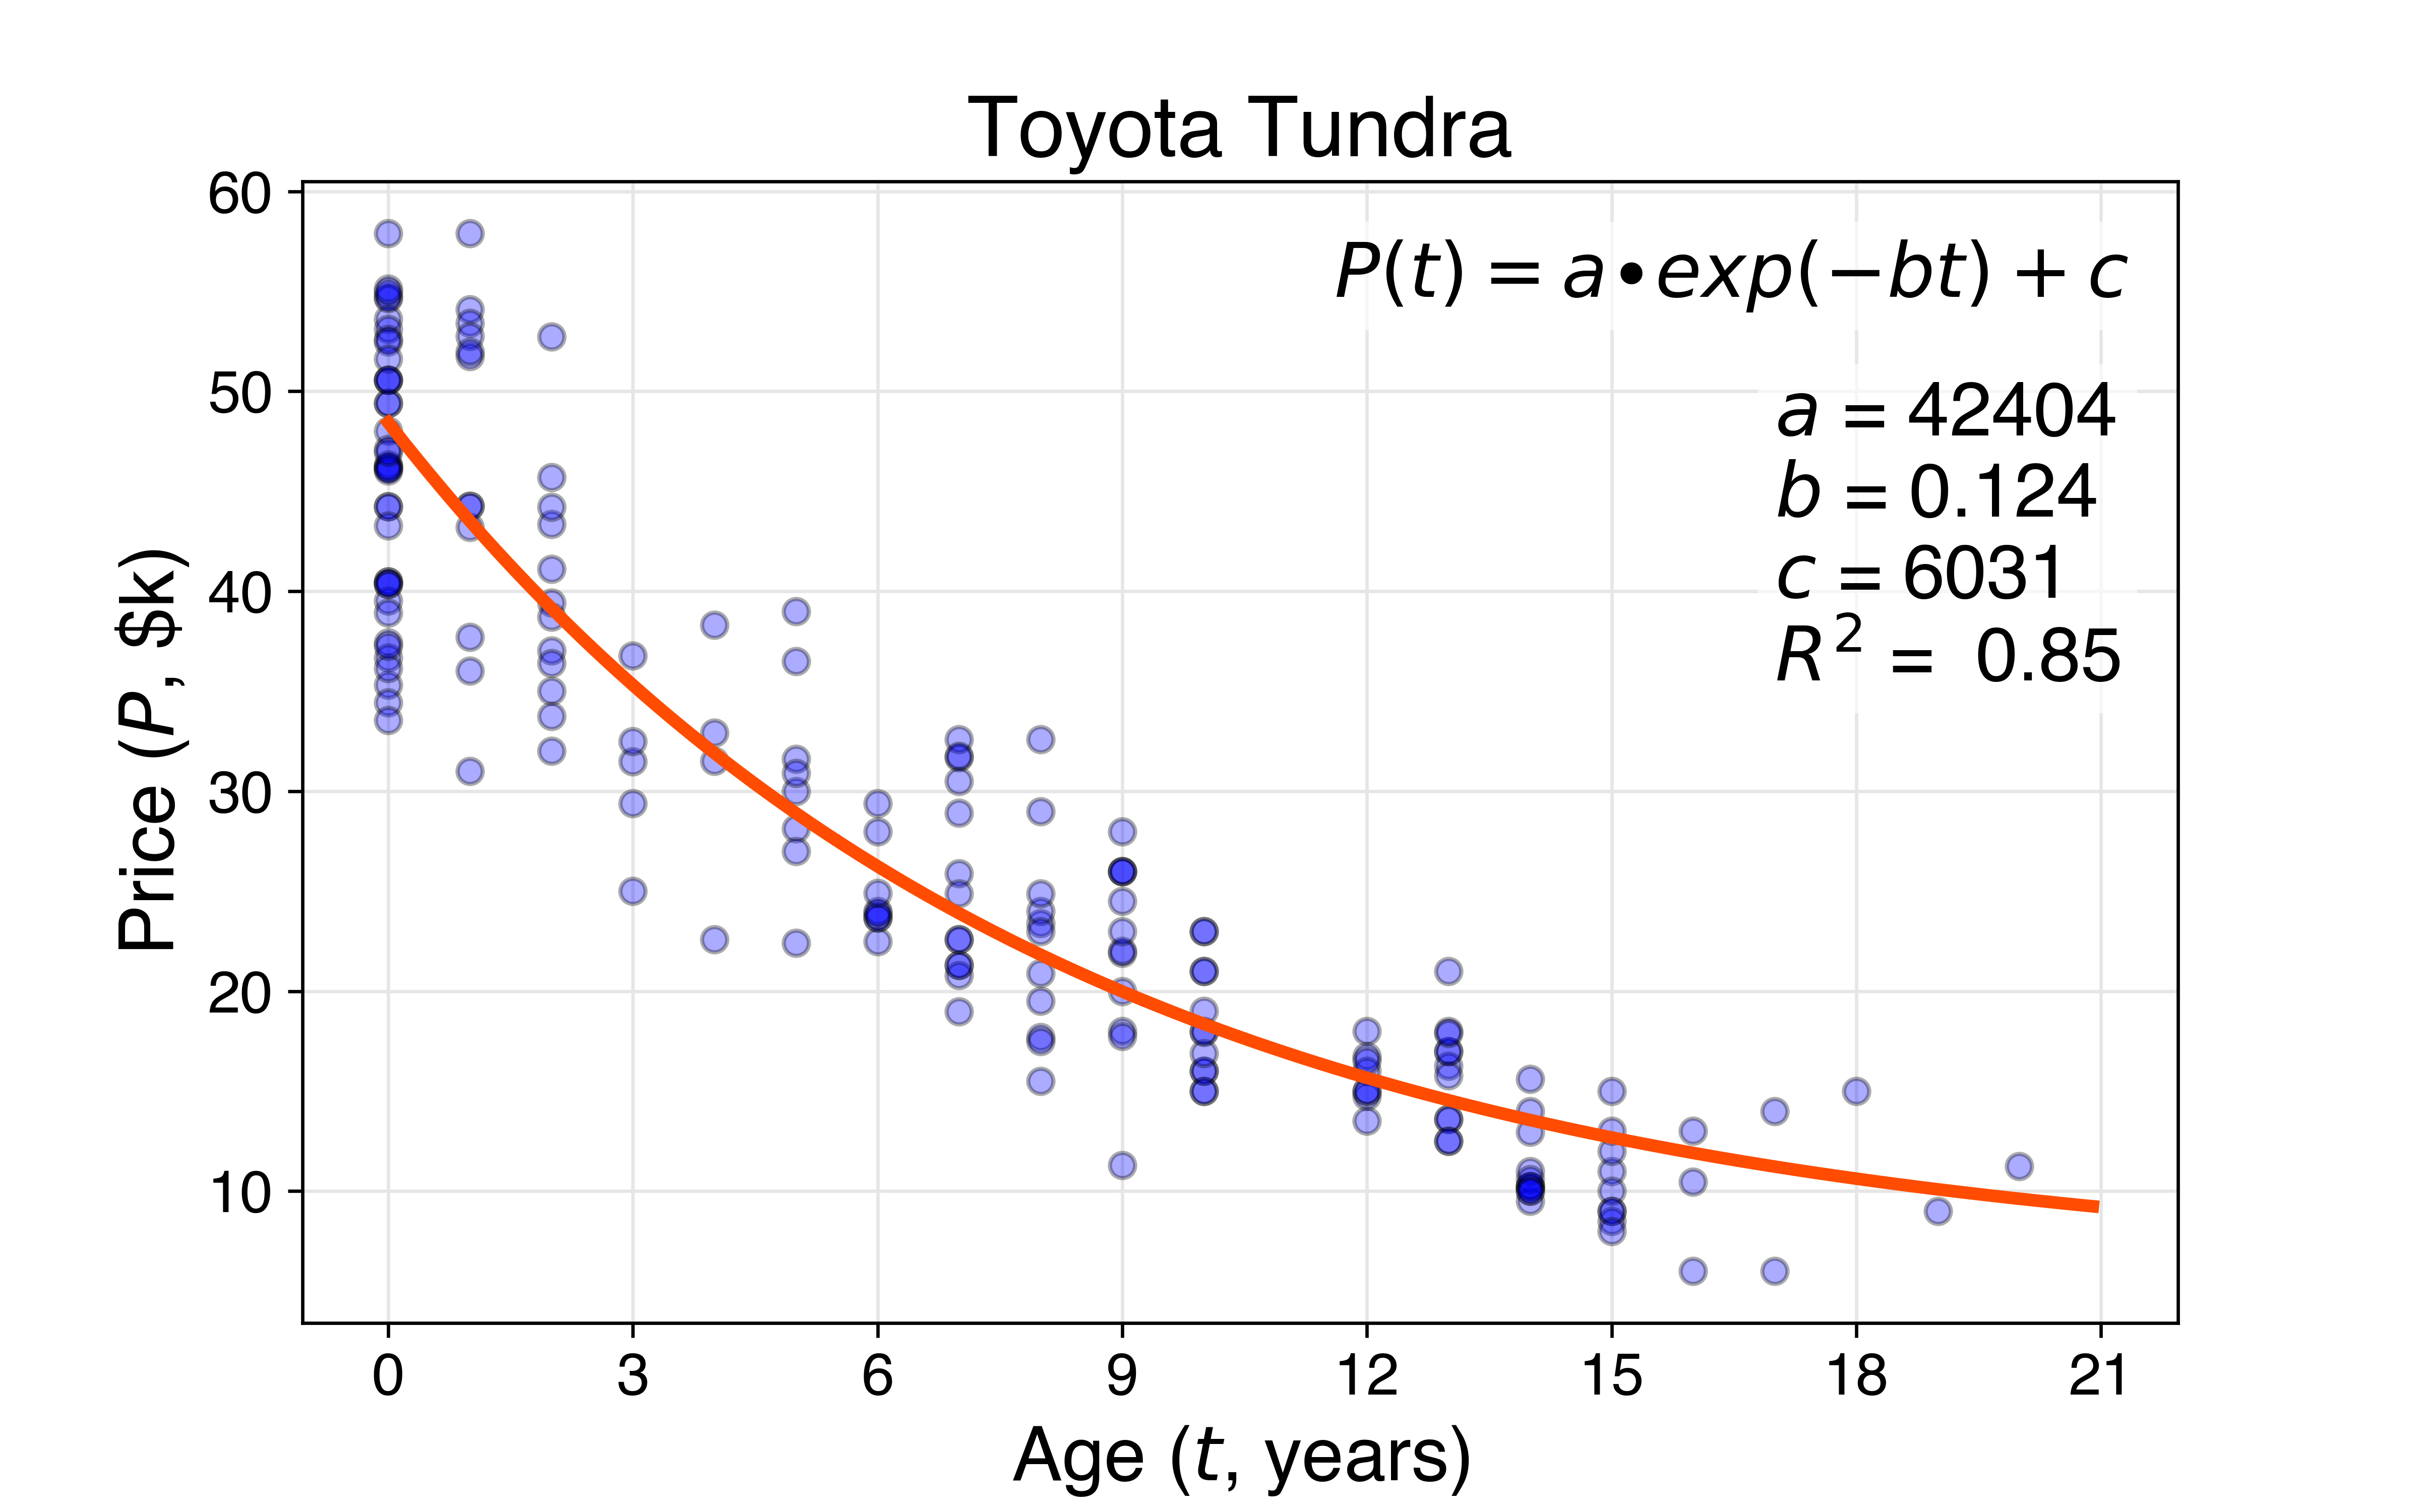 Toyota Tundra
P(t) = a•exp(−bt) + c
a = 42404
b = 0.124
c = 6031
R² = 0.85
Price (P, $k)
60
50
40
30
20
10
0 3 6 9 12 15 18 21
Age (t, years)